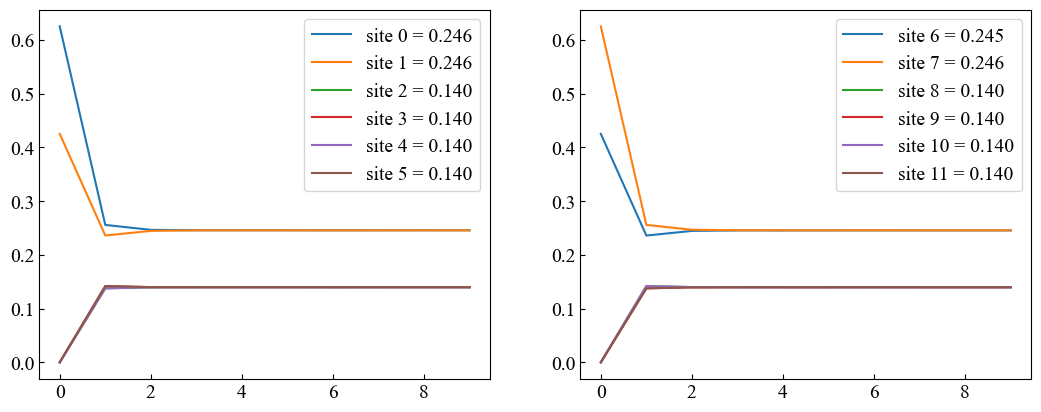 0.6
0.5
0.4
0.3
0.2
0.1
0.0
0 2 4 6 8
site 0 = 0.246
site 1 = 0.246
site 2 = 0.140
site 3 = 0.140
site 4 = 0.140
site 5 = 0.140
0.6
0.5
0.4
0.3
0.2
0.1
0.0
0 2 4 6 8
site 6 = 0.245
site 7 = 0.246
site 8 = 0.140
site 9 = 0.140
site 10 = 0.140
site 11 = 0.140